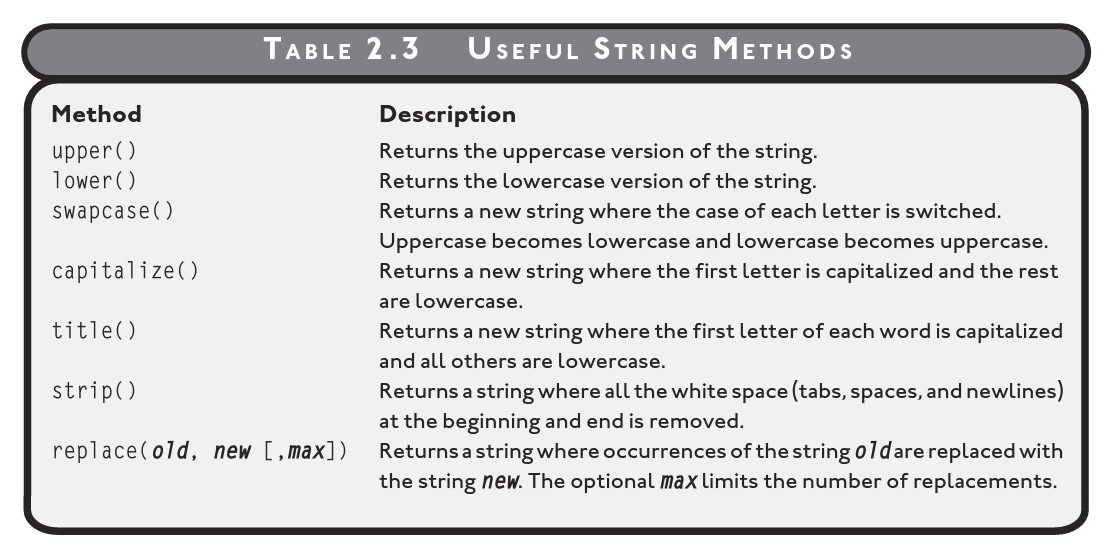 TABLE 2.3 USEFUL STRING METHODS
Method Description
upper() Returns the uppercase version of the string.
lower() Returns the lowercase version of the string.
swapcase() Returns a new string where the case of each letter is switched.
Uppercase becomes lowercase and lowercase becomes uppercase.
capitalize() Returns a new string where the first letter is capitalized and the rest
are lowercase.
title() Returns a new string where the first letter of each word is capitalized
and all others are lowercase.
strip() Returns a string where all the white space (tabs, spaces, and newlines)
at the beginning and end is removed.
replace(old, new [,max]) Returns a string where occurrences of the string old are replaced with
the string new. The optional max limits the number of replacements.